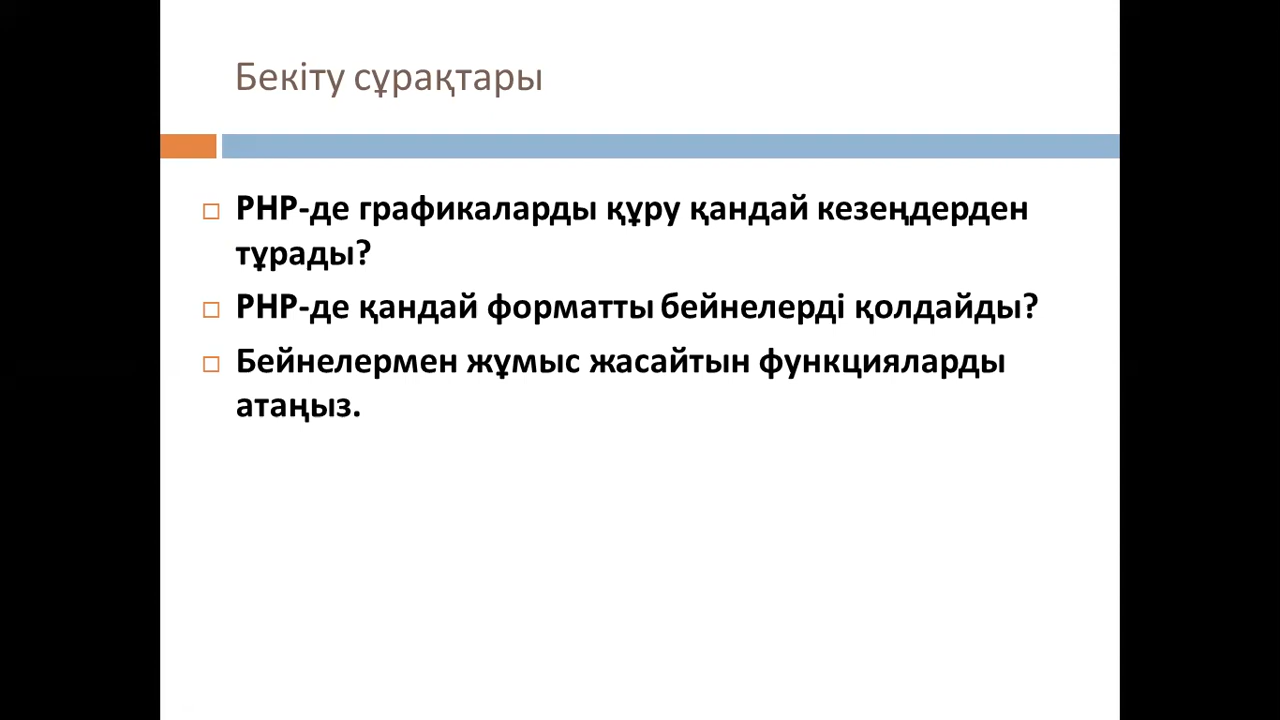 Бекіту сұрақтары
PHP-де графикаларды құру қандай кезеңдерден
тұрады?
PHP-де қандай форматты бейнелерді қолдайды?
Бейнелермен жұмыс жасайтын функцияларды
атаңыз.